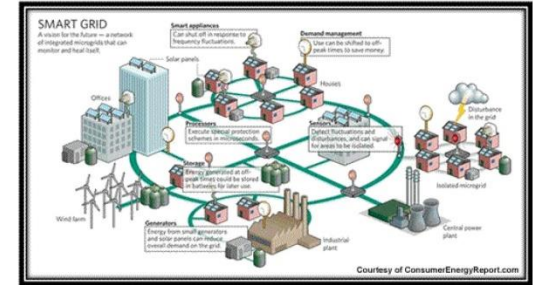 SMART GRID
A vision for the future — a network
of integrated microgrids that can
monitor and heal itself.
Smart appliances
Can shut off in response to
frequency fluctuations.
Demand management
Use can be shifted to off-
peak times to save money.
Solar panels
Houses
Offices
Disturbance
in the grid
Processors
Execute special protection
schemes in microseconds.
Sensors
Detect fluctuations and
disturbances, and can signal
for areas to be isolated.
Storage
Energy generated at off-
peak times could be stored
in batteries for later use.
Isolated microgrid
Wind farm
Generators
Energy from small generators
and solar panels can reduce
overall demand on the grid.
Industrial
plant
Central power
plant
Courtesy of ConsumerEnergyReport.com